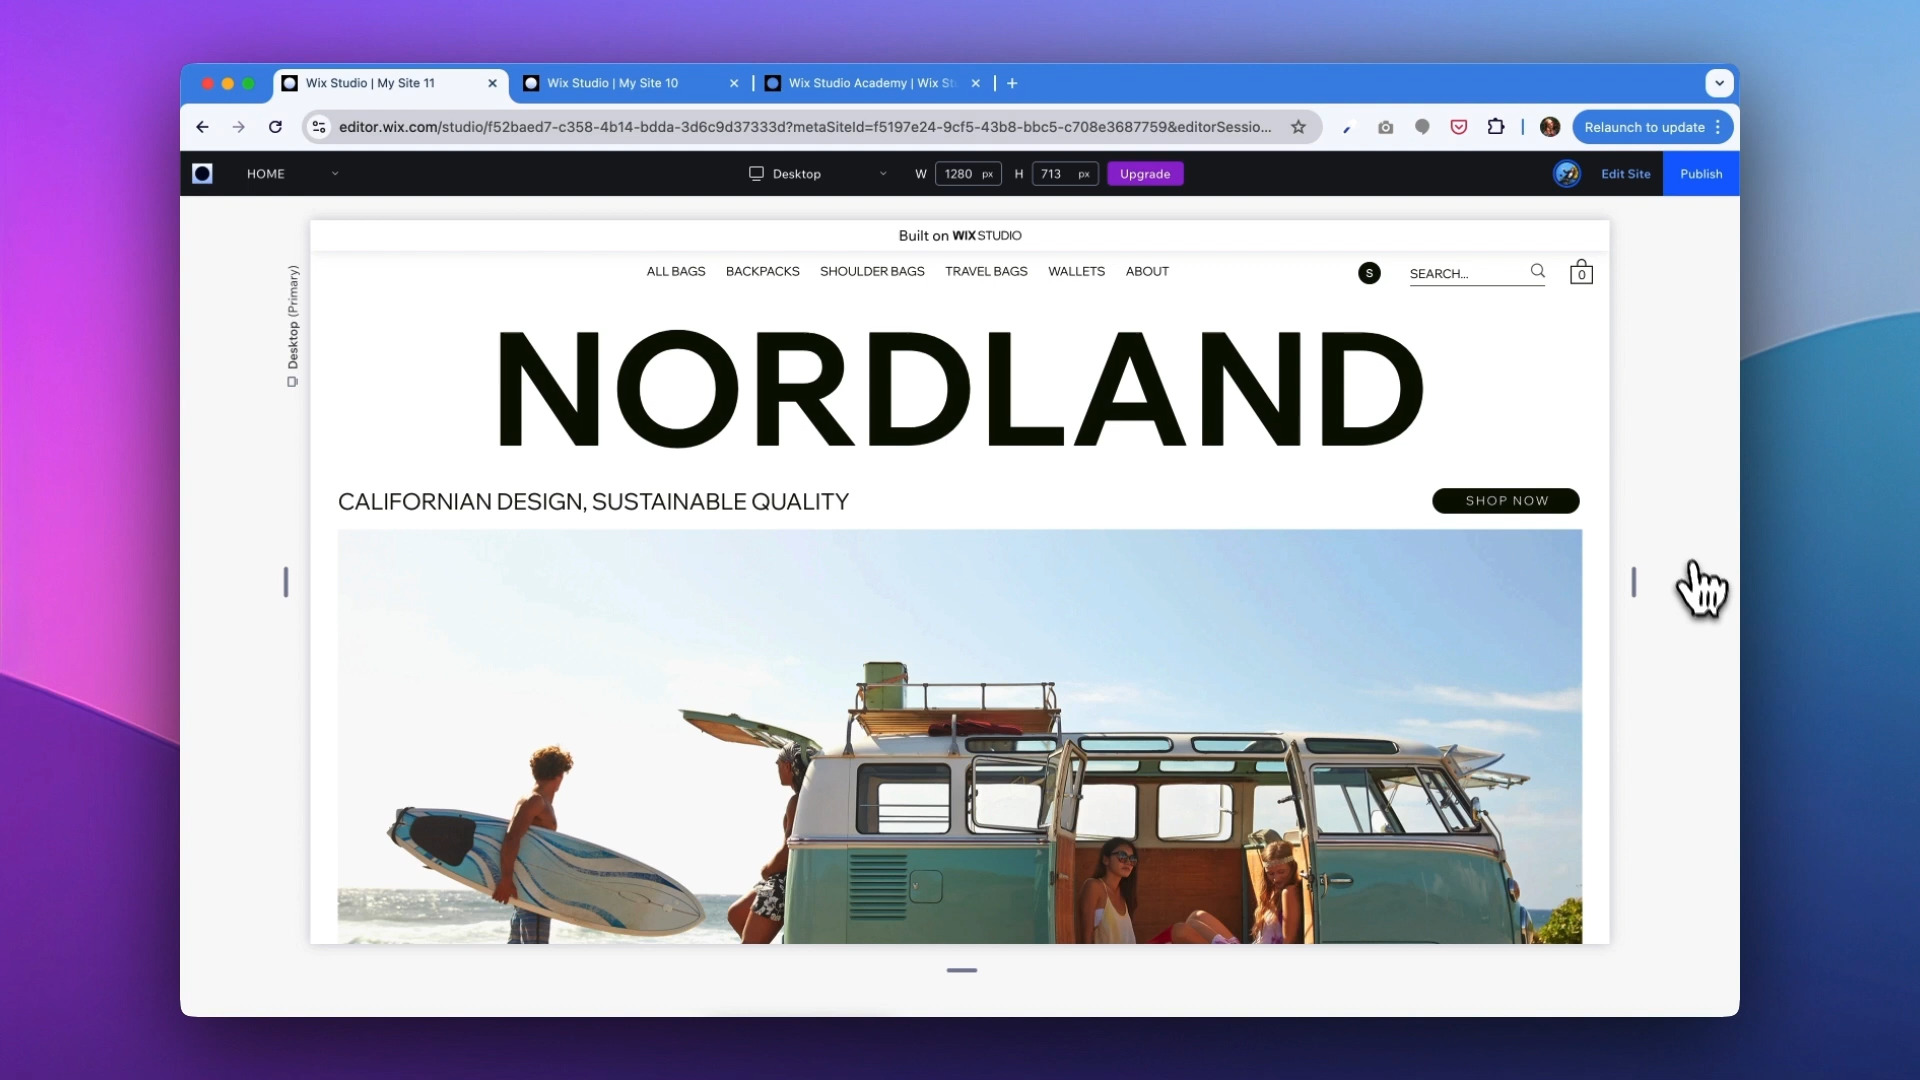 Wix Studio | My Site 11
Wix Studio | My Site 10
Wix Studio Academy | Wix St
editor.wix.com/studio/f52baed7-c358-4b14-bdda-3d6c9d37333d?metaSiteId=f5197e24-9cf5-43b8-bbc5-c708e3687759&editorSessio...
Relaunch to update
HOME
Desktop
W 1280 px H 713 px
Upgrade
Edit Site
Publish
Desktop (Primary)
Built on WIX STUDIO
ALL BAGS BACKPACKS SHOULDER BAGS TRAVEL BAGS WALLETS ABOUT
S
SEARCH...
0
NORDLAND
CALIFORNIAN DESIGN, SUSTAINABLE QUALITY
SHOP NOW